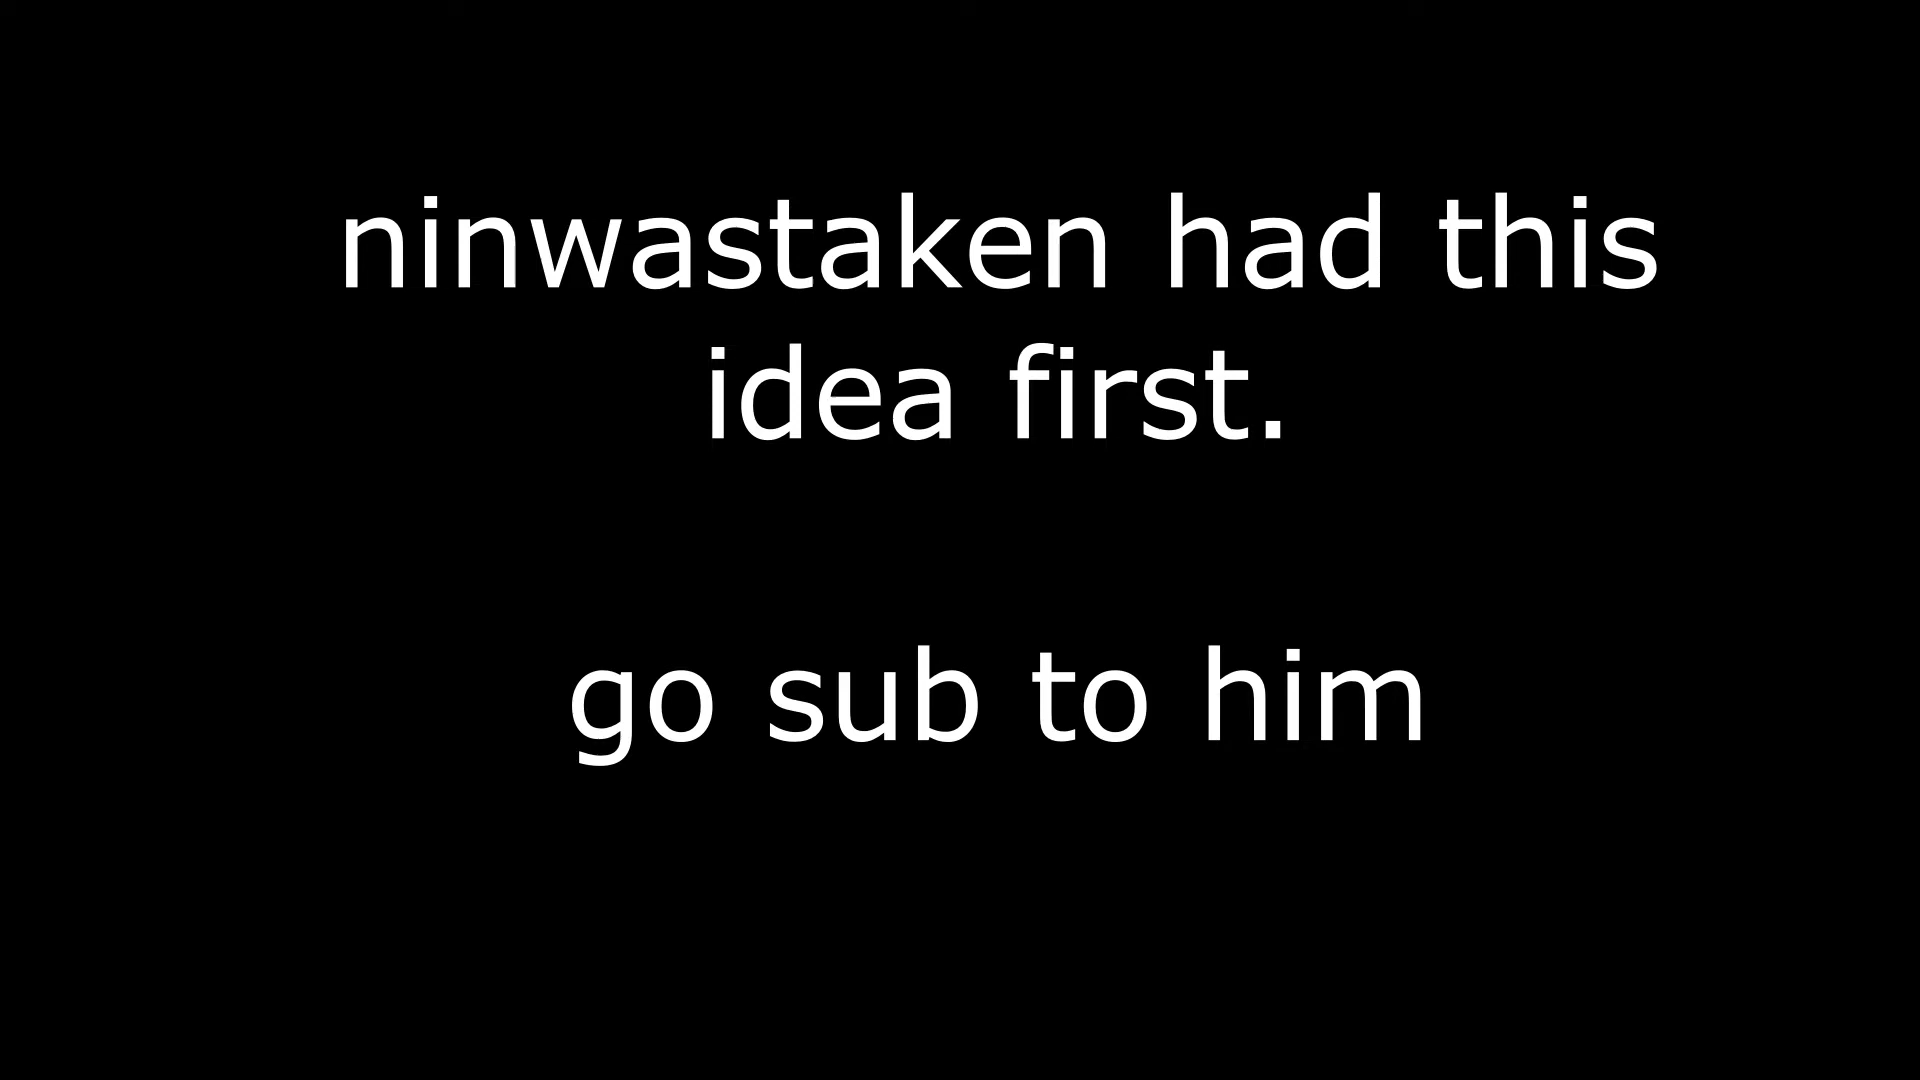 ninwastaken had this
idea first.
go sub to him